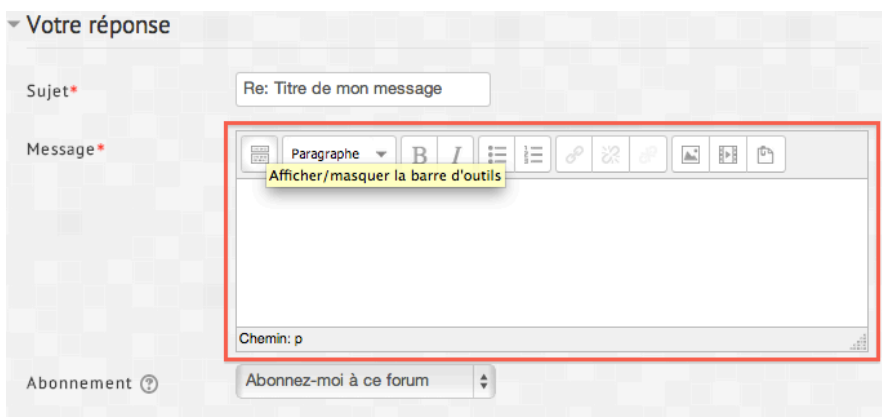 Votre réponse
Sujet*
Re: Titre de mon message
Message*
Paragraphe B I
Afficher/masquer la barre d'outils
Chemin: p
Abonnement ?
Abonnez-moi à ce forum